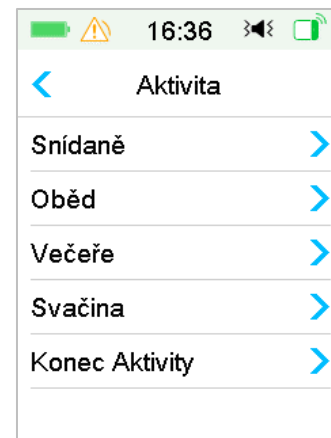 16:36
Aktivita
Snídaně
Oběd
Večeře
Svačina
Konec Aktivity